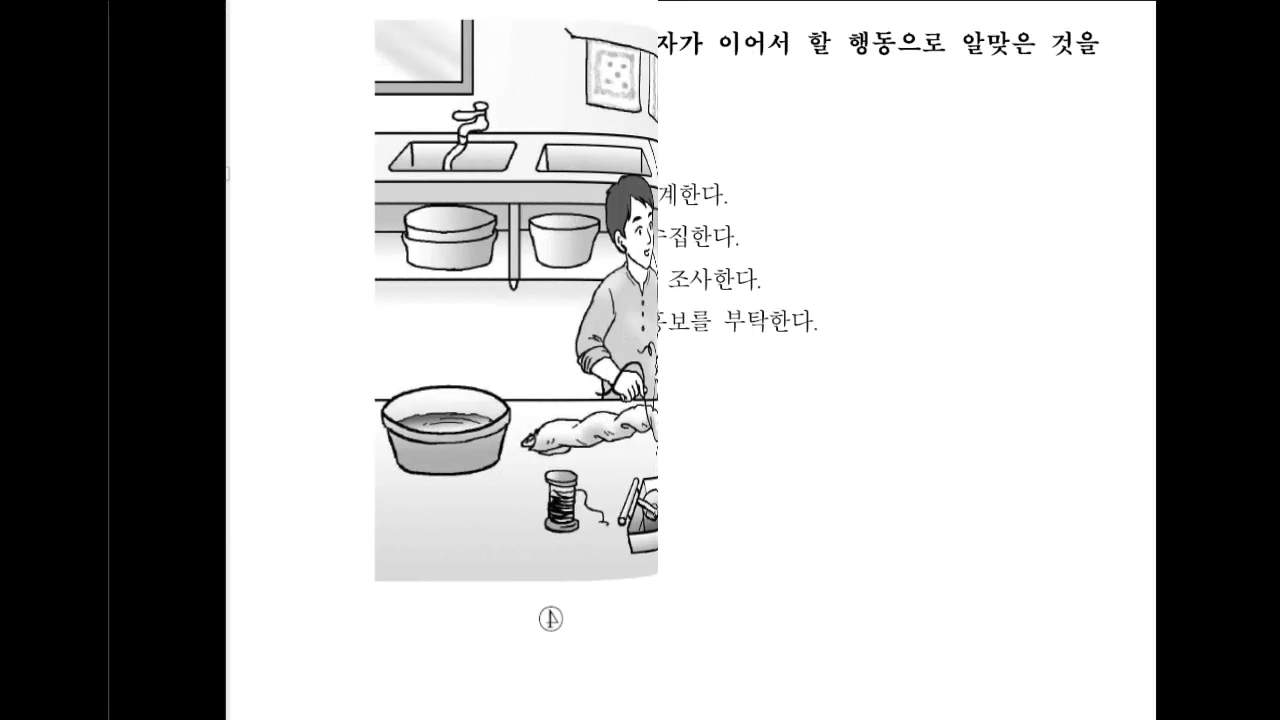 자가 이어서 할 행동으로 알맞은 것을
계한다.
집한다.
조사한다.
보를 부탁한다.
④